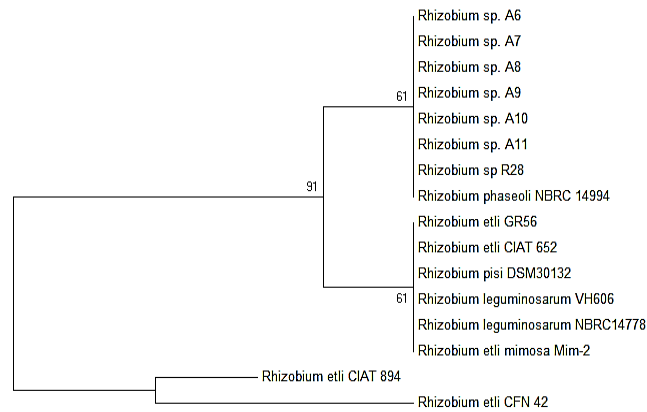 Rhizobium sp. A6
Rhizobium sp. A7
Rhizobium sp. A8
61
Rhizobium sp. A9
Rhizobium sp. A10
Rhizobium sp. A11
Rhizobium sp R28
91
Rhizobium phaseoli NBRC 14994
Rhizobium etli GR56
Rhizobium etli CIAT 652
Rhizobium pisi DSM30132
61
Rhizobium leguminosarum VH606
Rhizobium leguminosarum NBRC14778
Rhizobium etli mimosa Mim-2
Rhizobium etli CIAT 894
Rhizobium etli CFN 42